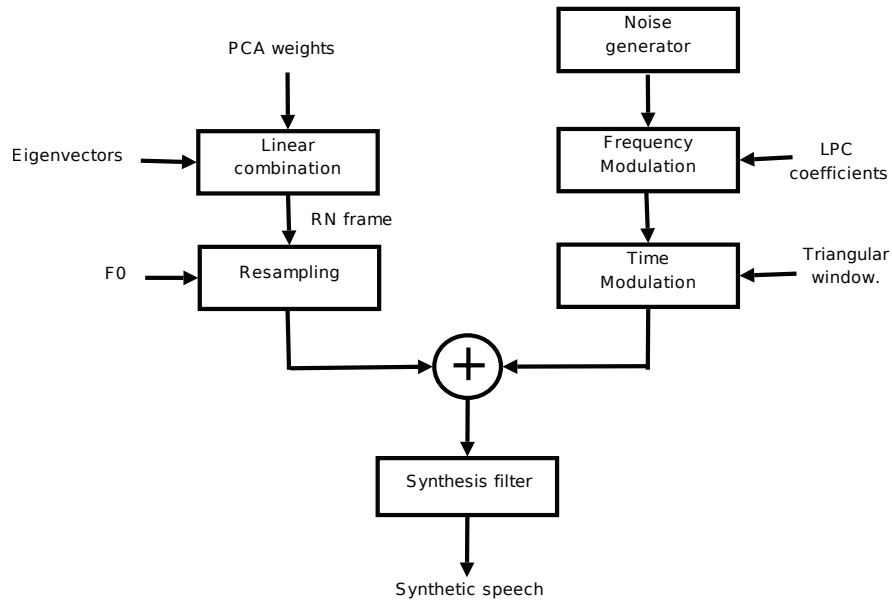 Noise
generator
PCA weights
Linear
combination
Eigenvectors
Frequency
Modulation
LPC
coefficients
RN frame
F0
Resampling
Time
Modulation
Triangular
window.
+
Synthesis filter
Synthetic speech